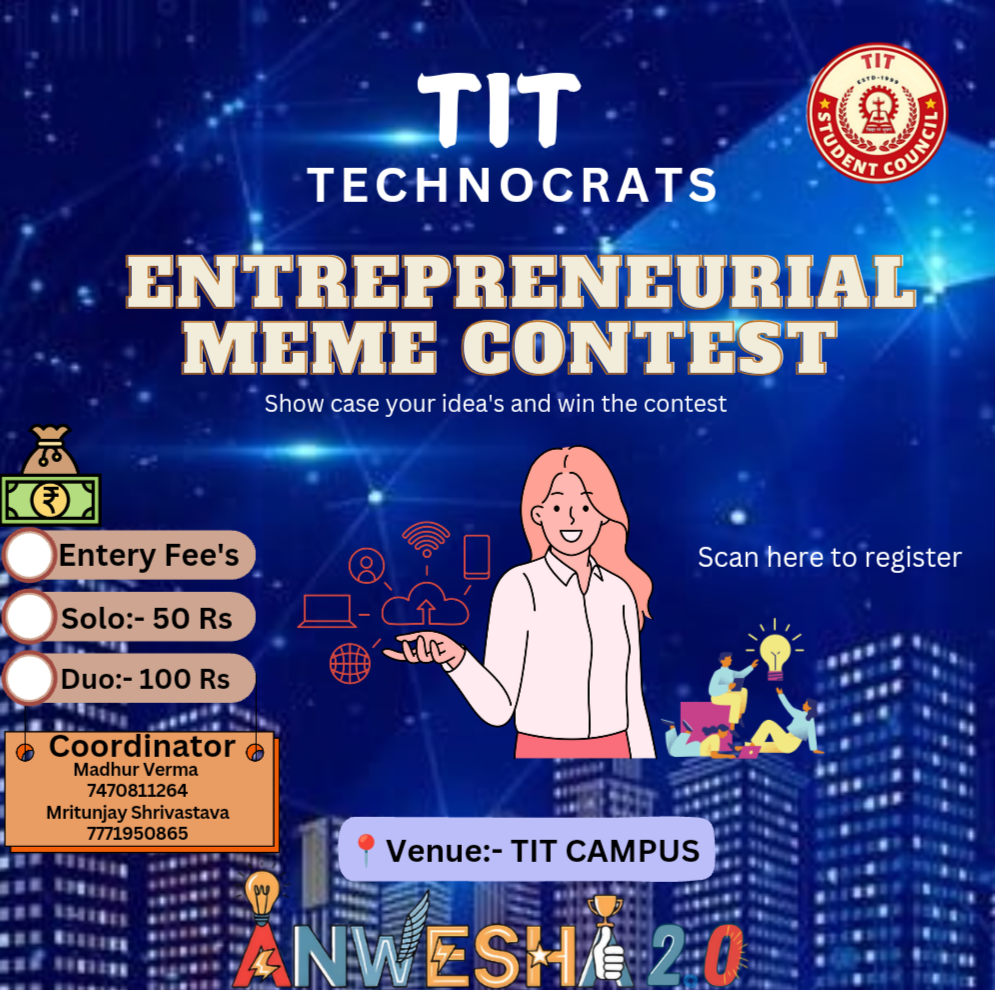 TIT
TECHNOCRATS
TIT
ESTD-1999
STUDENT COUNCIL
ENTREPRENEURIAL
MEME CONTEST
Show case your idea's and win the contest
₹
Entery Fee's
Solo:- 50 Rs
Duo:- 100 Rs
Scan here to register
Coordinator
Madhur Verma
7470811264
Mritunjay Shrivastava
7771950865
Venue:- TIT CAMPUS
ANWESHA 2.0